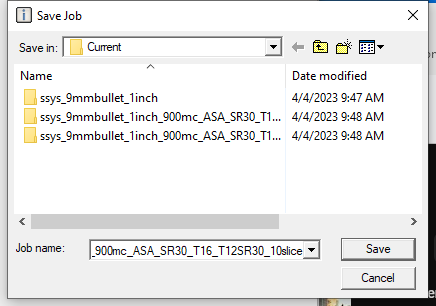 Save Job
Save in: Current
Name Date modified
ssys_9mmbullet_1inch 4/4/2023 9:47 AM
ssys_9mmbullet_1inch_900mc_ASA_SR30_T1... 4/4/2023 9:48 AM
ssys_9mmbullet_1inch_900mc_ASA_SR30_T1... 4/4/2023 9:48 AM
Job name: _900mc_ASA_SR30_T16_T12SR30_10slice Save
Cancel